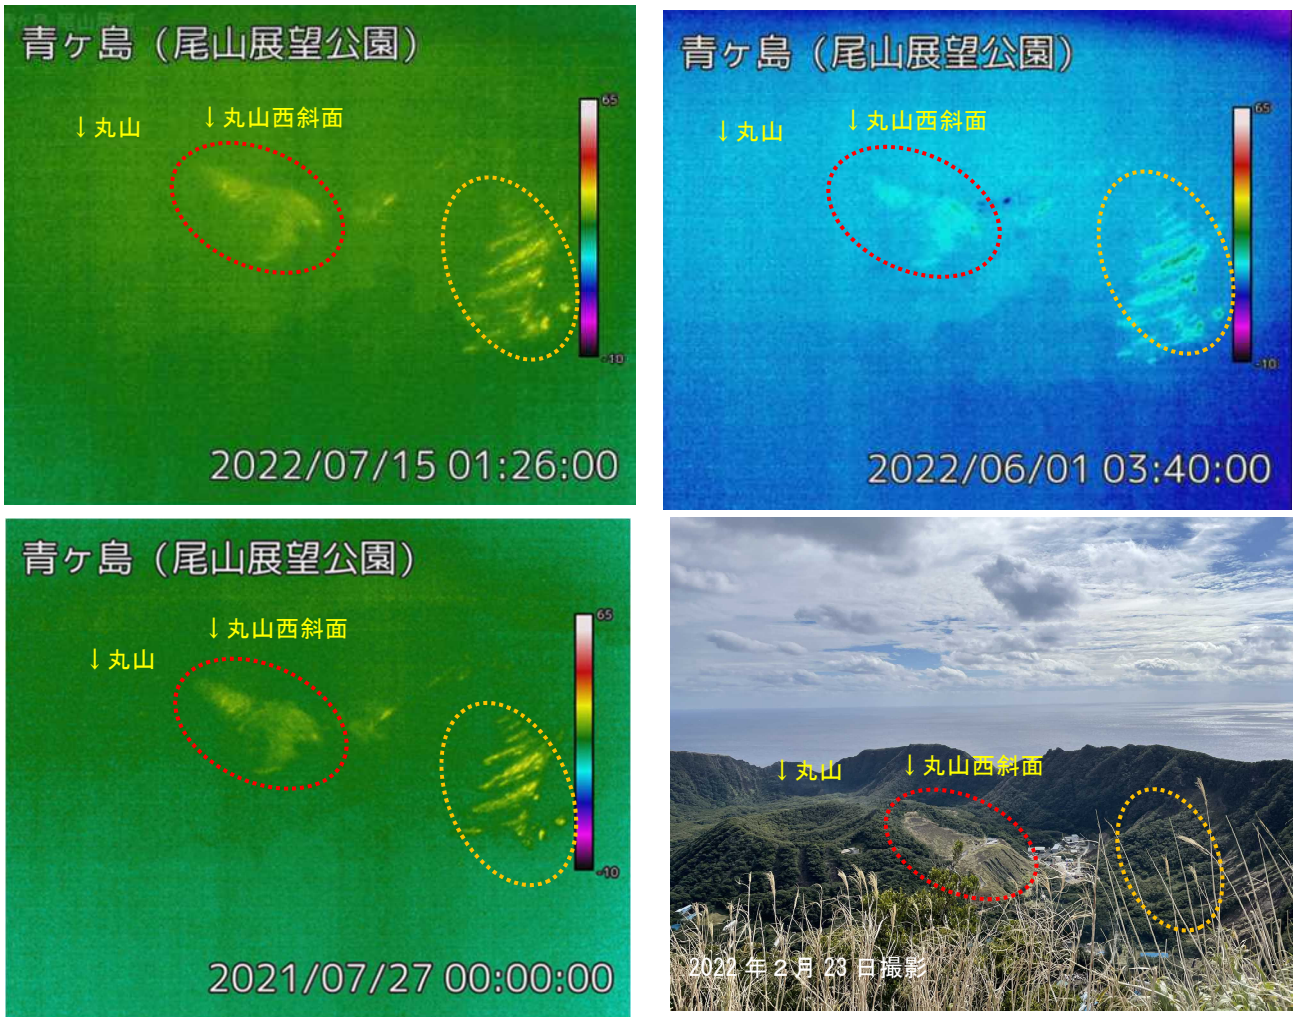 青ヶ島（尾山展望公園）
↓丸山
↓丸山西斜面
65
-10
2022/07/15 01:26:00
青ヶ島（尾山展望公園）
↓丸山
↓丸山西斜面
65
-10
2022/06/01 03:40:00
青ヶ島（尾山展望公園）
↓丸山西斜面
↓丸山
65
-10
2021/07/27 00:00:00
↓丸山
↓丸山西斜面
2022年２月 23 日撮影